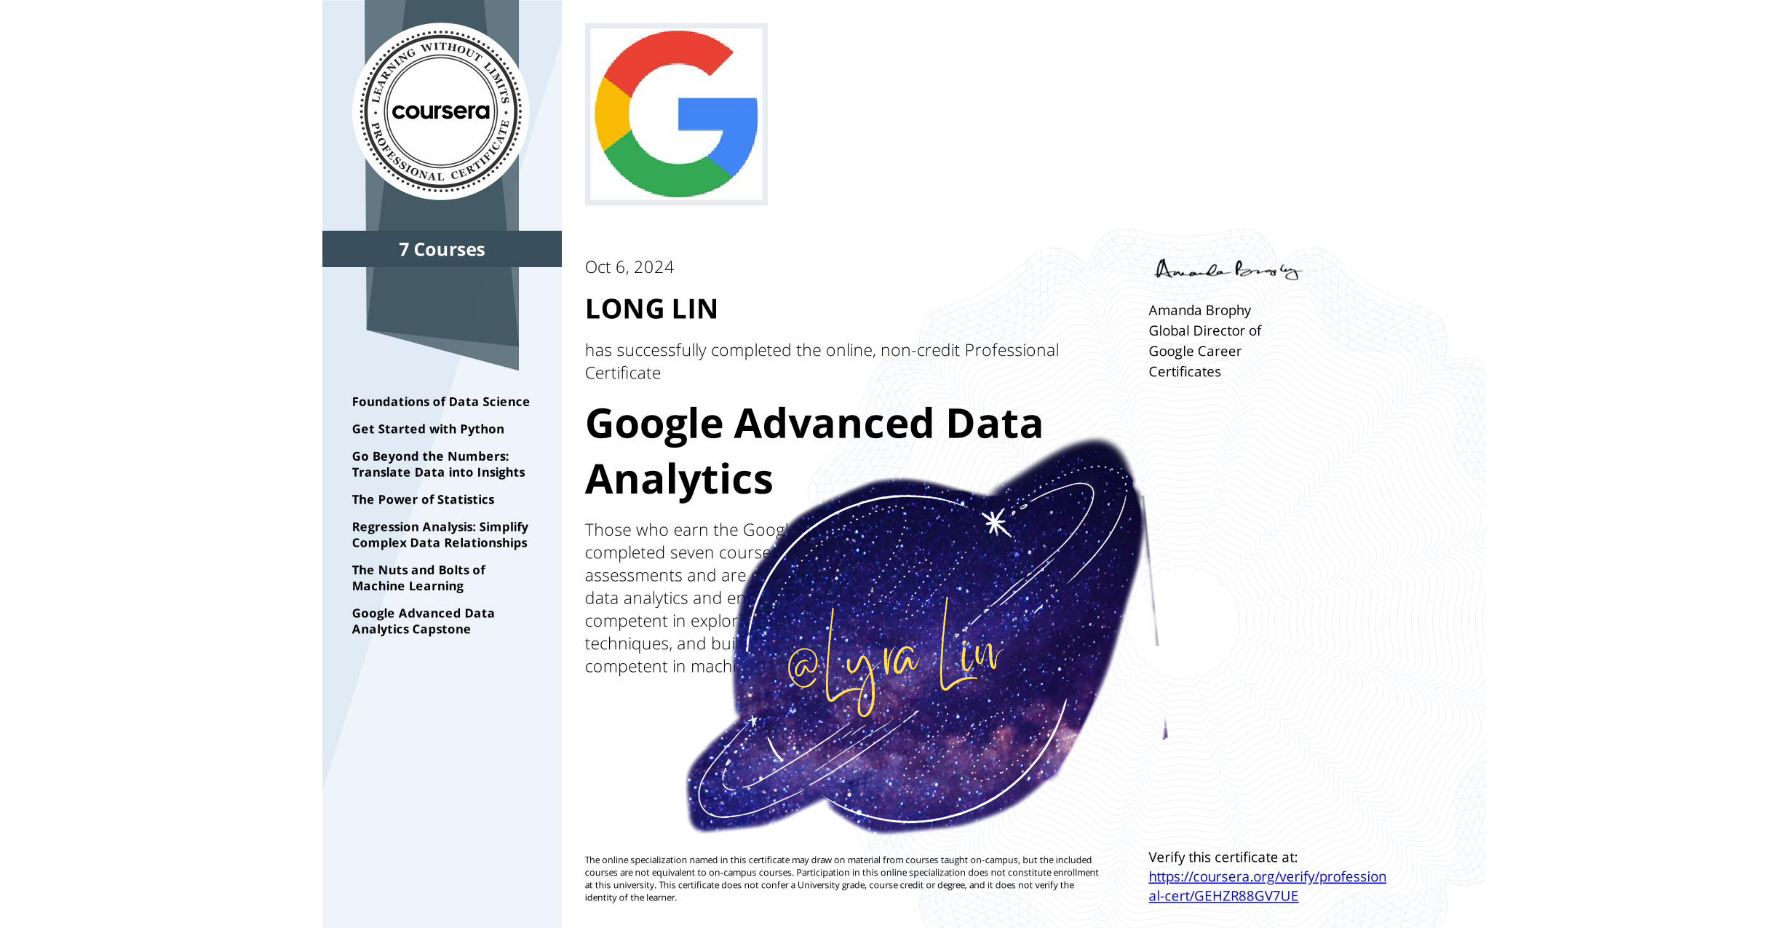 LEARNING WITHOUT LIMITS
coursera
PROFESSIONAL CERTIFICATE
7 Courses
Foundations of Data Science
Get Started with Python
Go Beyond the Numbers:
Translate Data into Insights
The Power of Statistics
Regression Analysis: Simplify
Complex Data Relationships
The Nuts and Bolts of
Machine Learning
Google Advanced Data
Analytics Capstone
Oct 6, 2024
LONG LIN
has successfully completed the online, non-credit Professional
Certificate
Google Advanced Data
Analytics
Those who earn the
completed seven
assessments and are
data analytics and
competent in
techniques, and
competent in
@Lyra Lin
The online specialization named in this certificate may draw on material from courses taught on-campus, but the included
courses are not equivalent to on-campus courses. Participation in this online specialization does not constitute enrollment
at this university. This certificate does not confer a University grade, course credit or degree, and it does not verify the
identity of the learner.
Amanda Brophy
Amanda Brophy
Global Director of
Google Career
Certificates
Verify this certificate at:
https://coursera.org/verify/profession
al-cert/GEHZR88GV7UE